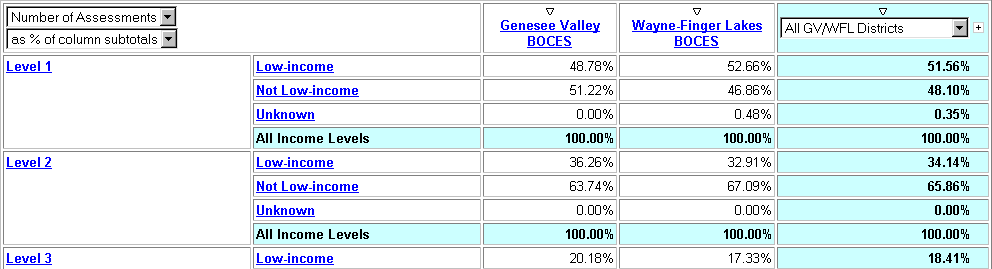 Number of Assessments
as % of column subtotals
Genesee Valley BOCES Wayne-Finger Lakes BOCES All GV/WFL Districts +
Level 1 Low-income 48.78% 52.66% 51.56%
Not Low-income 51.22% 46.86% 48.10%
Unknown 0.00% 0.48% 0.35%
All Income Levels 100.00% 100.00% 100.00%
Level 2 Low-income 36.26% 32.91% 34.14%
Not Low-income 63.74% 67.09% 65.86%
Unknown 0.00% 0.00% 0.00%
All Income Levels 100.00% 100.00% 100.00%
Level 3 Low-income 20.18% 17.33% 18.41%